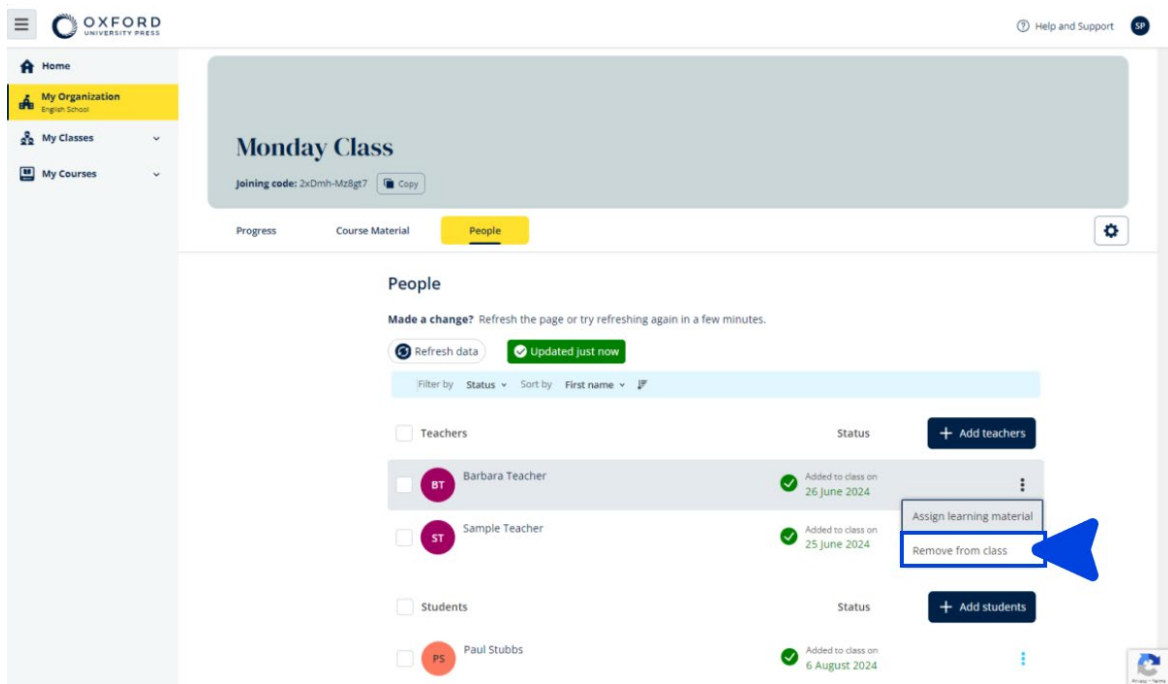 OXFORD
UNIVERSITY PRESS
Help and Support
SP
Home
My Organization
English School
My Classes
My Courses
Monday Class
Joining code: 2xDmh-Mz8gt7
Copy
Progress
Course Material
People
People
Made a change? Refresh the page or try refreshing again in a few minutes.
Refresh data
Updated just now
Filter by Status Sort by First name
Teachers
Status
+ Add teachers
BT
Barbara Teacher
Added to class on
26 June 2024
Assign learning material
ST
Sample Teacher
Added to class on
25 June 2024
Remove from class
Students
Status
+ Add students
PS
Paul Stubbs
Added to class on
6 August 2024
Privacy - Terms